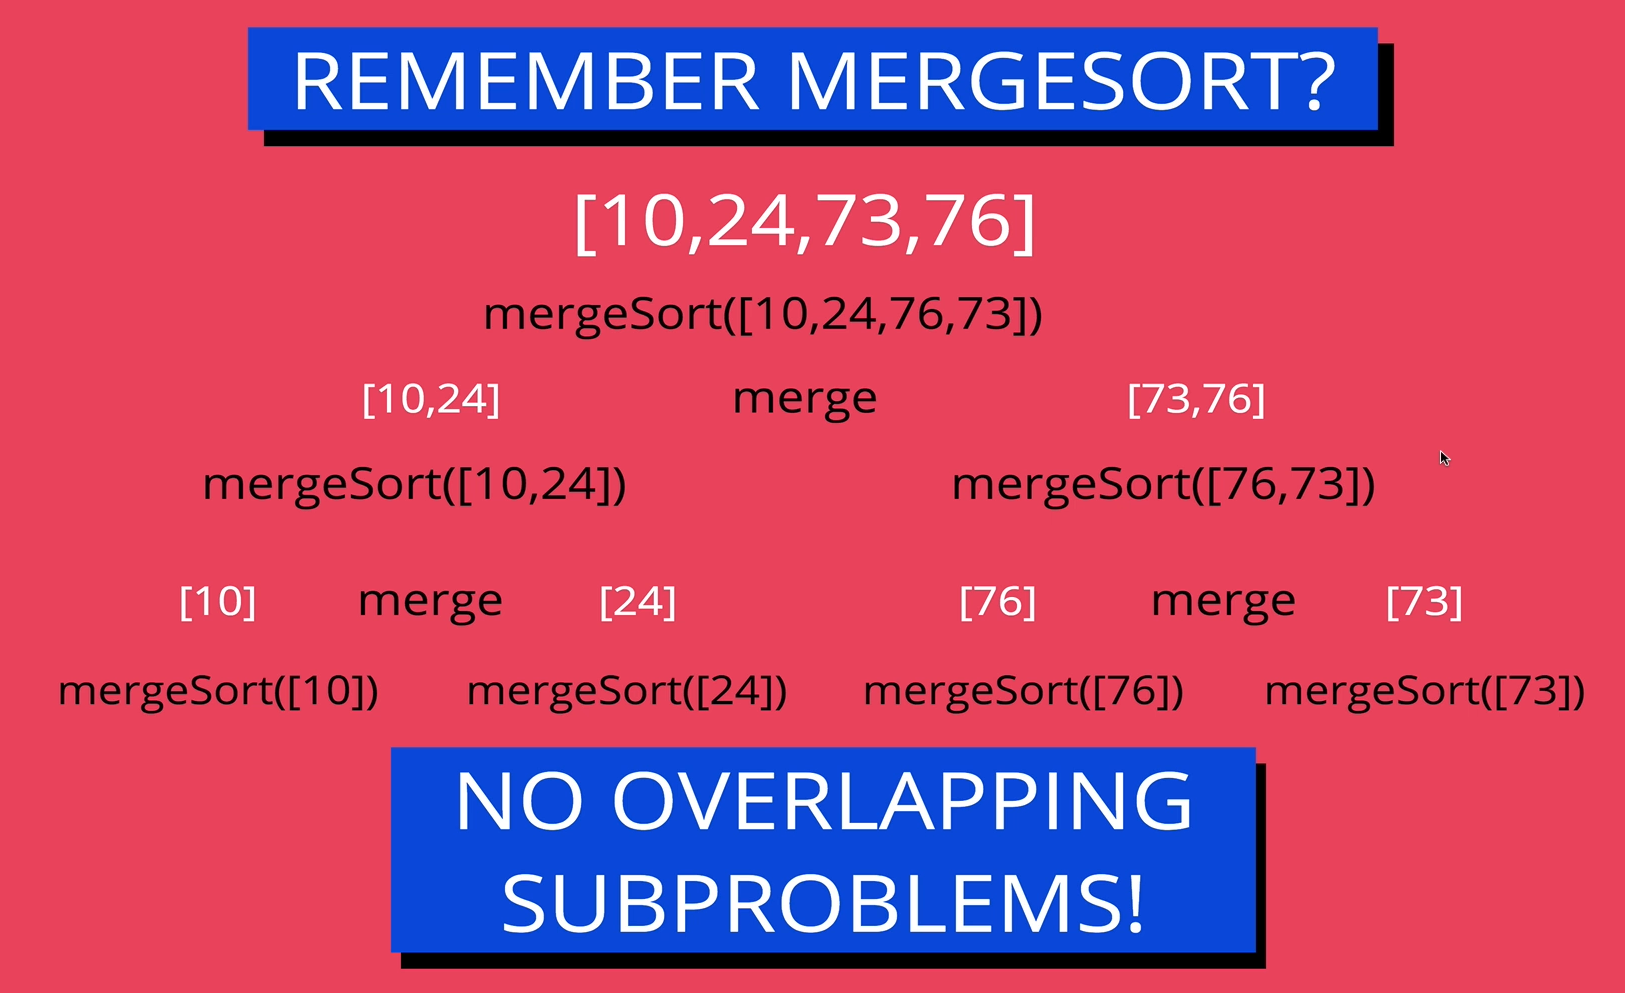 REMEMBER MERGESORT?
[10,24,73,76]
mergeSort([10,24,76,73])
[10,24] merge [73,76]
mergeSort([10,24]) mergeSort([76,73])
[10] merge [24] [76] merge [73]
mergeSort([10]) mergeSort([24]) mergeSort([76]) mergeSort([73])
NO OVERLAPPING
SUBPROBLEMS!